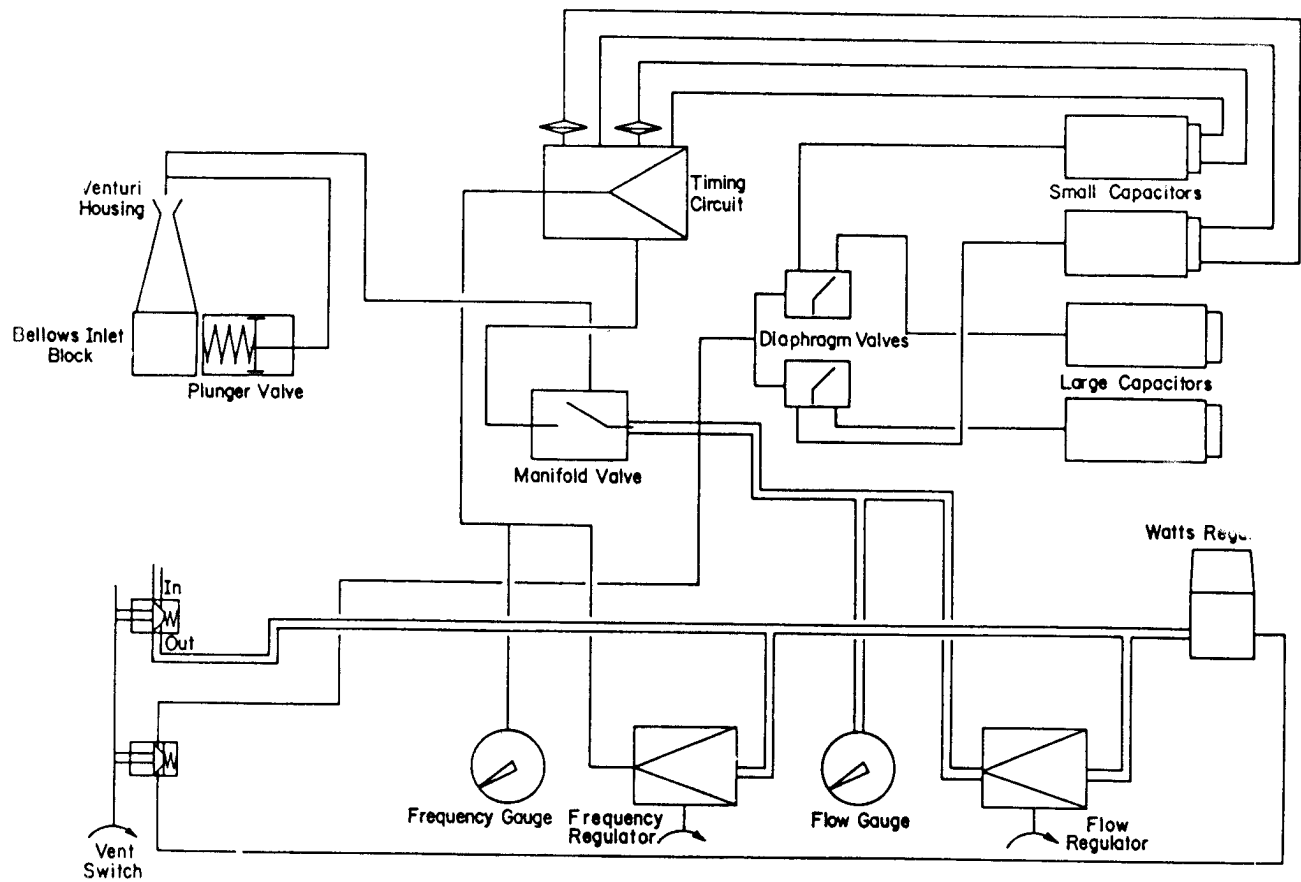 Timing
Circuit
Small Capacitors
Housing
Diaphragm Valves
Bellows Inlet
Block
Plunger Valve
Large Capacitors
Manifold Valve
Watts
In
Out
Frequency Gauge
Frequency
Regulator
Flow Gauge
Flow
Regulator
Vent
Switch